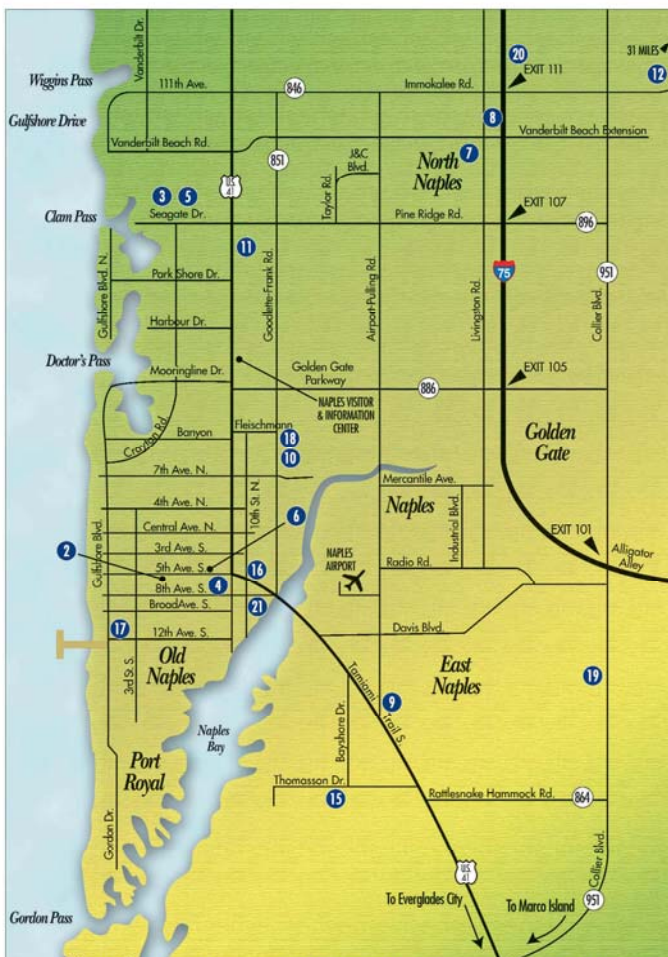 Vanderbilt Dr.
20
31 MILES
Wiggins Pass
111th Ave.
846
Immokalee Rd.
EXIT 111
12
Gulfshore Drive
8
Vanderbilt Beach Rd.
Vanderbilt Beach Extension
851
J&C
Blvd.
7
North
Naples
U.S.
41
Taylor Rd.
3
5
Clam Pass
Seagate Dr.
Pine Ridge Rd.
EXIT 107
896
Gulfshore Blvd. N.
11
Goodlette-Frank Rd.
Airport-Pulling Rd.
Livingston Rd.
75
951
Collier Blvd.
Park Shore Dr.
Harbour Dr.
Doctor's Pass
Mooringline Dr.
Golden Gate
Parkway
886
EXIT 105
NAPLES VISITOR
& INFORMATION
CENTER
Crayton Rd
Banyon
Fleischmann
18
10
Golden
Gate
7th Ave. N.
10th St. N.
Mercantile Ave.
4th Ave. N.
6
Naples
Industrial Blvd.
Central Ave. N.
2
Gulfshore Blvd.
3rd Ave. S.
EXIT 101
Alligator
Alley
5th Ave. S.
16
NAPLES
AIRPORT
Radio Rd.
4
8th Ave. S.
BroadAve. S.
21
17
12th Ave. S.
Davis Blvd.
3rd St. S.
Old
Naples
East
Naples
19
Tamiami Trail S.
9
Naples
Bay
Bayshore Dr.
Port
Royal
Thomasson Dr.
15
Rattlesnake Hammock Rd.
864
Gordon Dr.
Collier Blvd.
U.S.
41
951
To Everglades City
To Marco Island
Gordon Pass